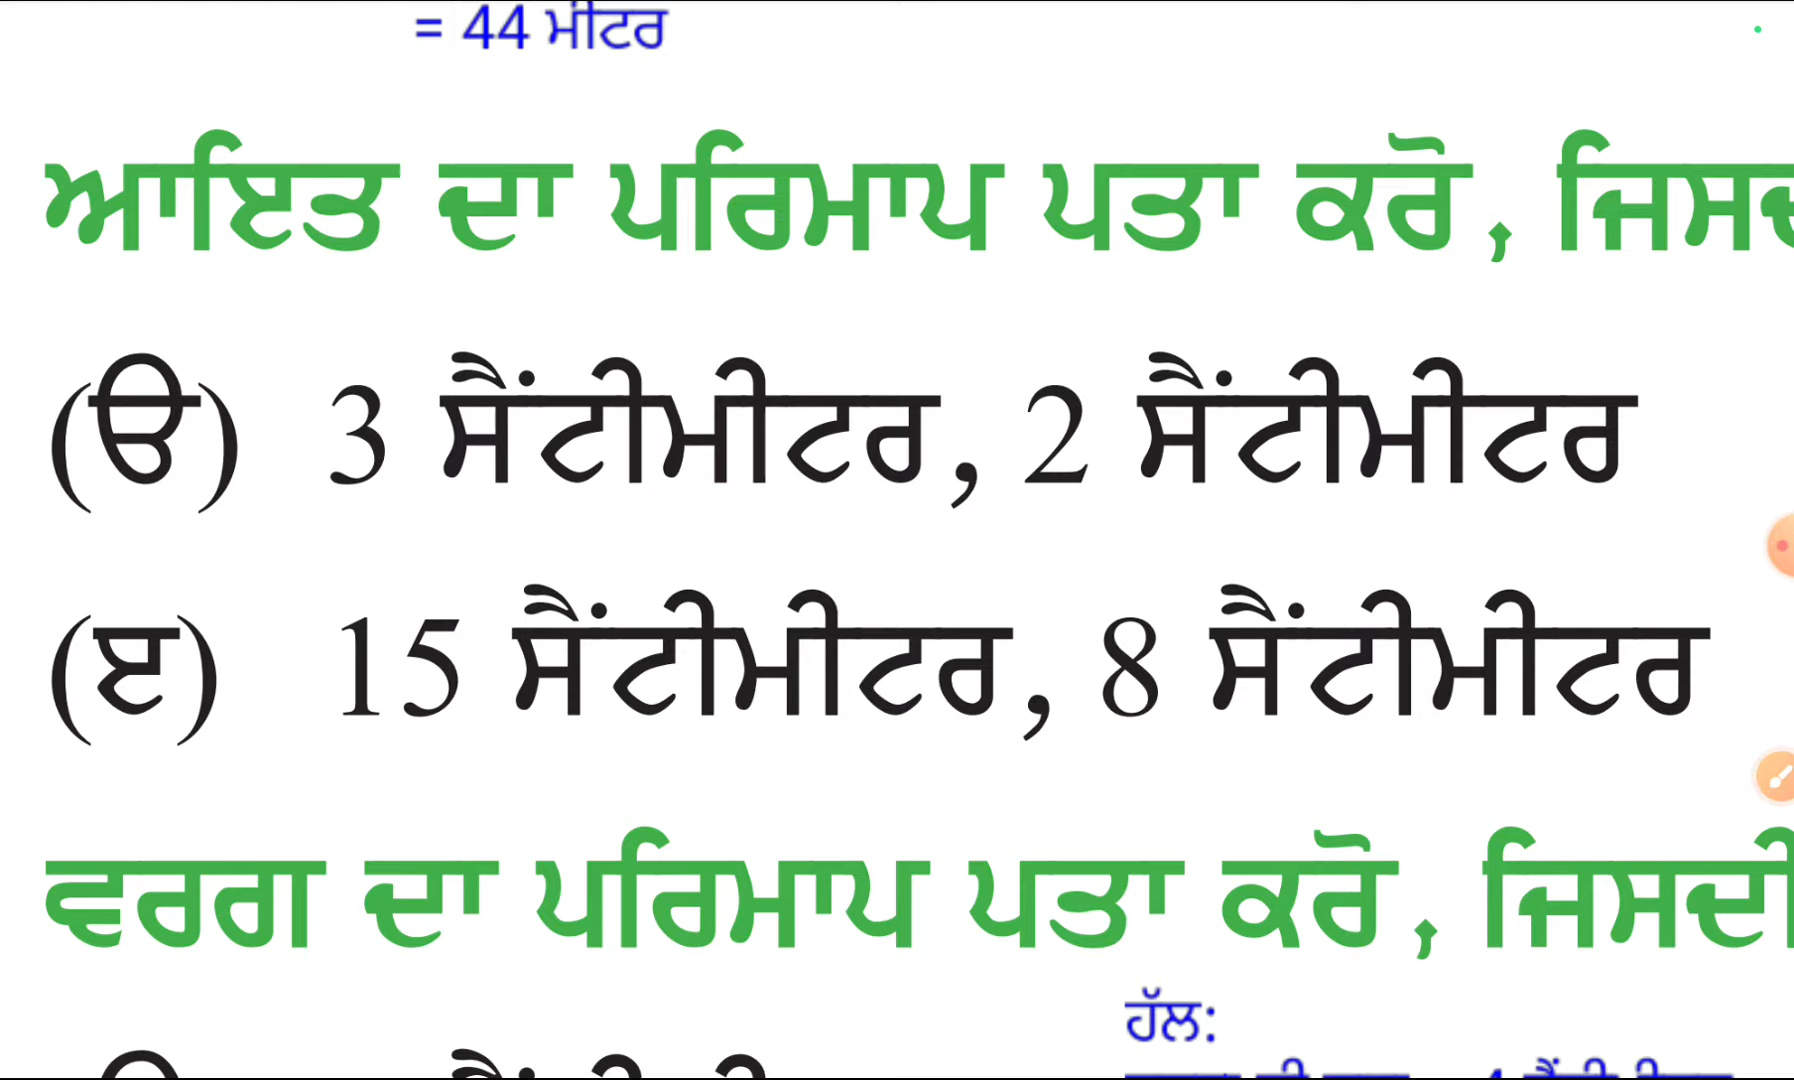 = 44 ਮੀਟਰ
ਆਇਤ ਦਾ ਪਰਿਮਾਪ ਪਤਾ ਕਰੋ, ਜਿਸਦ
(ੳ) 3 ਸੈਂਟੀਮੀਟਰ, 2 ਸੈਂਟੀਮੀਟਰ
(ੲ) 15 ਸੈਂਟੀਮੀਟਰ, 8 ਸੈਂਟੀਮੀਟਰ
ਵਰਗ ਦਾ ਪਰਿਮਾਪ ਪਤਾ ਕਰੋ, ਜਿਸਦੀ
ਹੱਲ: